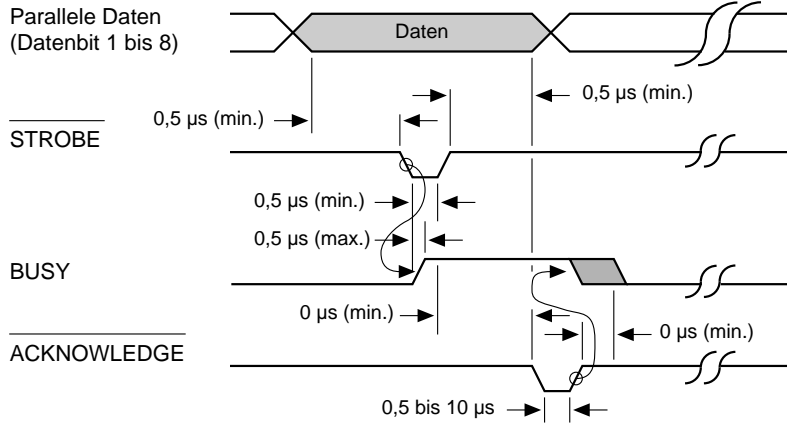 Parallele Daten
(Datenbit 1 bis 8)
Daten
0,5 µs (min.)
0,5 µs (min.)
STROBE
0,5 µs (min.)
0,5 µs (max.)
BUSY
0 µs (min.)
0 µs (min.)
ACKNOWLEDGE
0,5 bis 10 µs